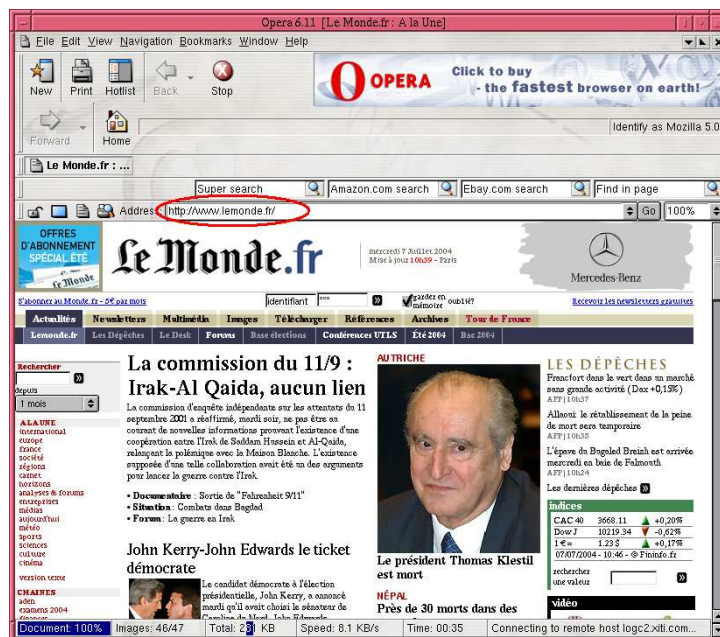 Opera 6.11 [Le Monde.fr : A la Une]
File Edit View Navigation Bookmarks Window Help
New Print Hotlist Back Stop
OPERA
Click to buy
- the fastest browser on earth!
Forward Home
Identify as Mozilla 5.0
Le Monde.fr : ...
Super search Amazon.com search Ebay.com search Find in page
Address http://www.lemonde.fr/ Go 100%
OFFRES
D'ABONNEMENT
SPÉCIAL ÉTÉ
Le Monde
Le Monde.fr
mercredi 7 Juillet 2004
Mise à jour 10h39 - Paris
Mercedes-Benz
S'abonner au Monde.fr - 5€ par mois
identifiant ***
garder en mémoire
oublié?
Recevoir les newsletters gratuites
Actualités Newsletters Multimédia Images Télécharger Références Archives Tour de France
Lemonde.fr Les Dépêches Le Desk Forums Base élections Conférences UTLS Été 2004 Bac 2004
Rechercher
depuis
1 mois
ALAUNE
international
europe
france
société
régions
carnet
horizons
analyses & forums
entreprises
médias
aujourd'hui
météo
sports
sciences
culture
cinéma
version texte
CHAINES
aden
examens 2004
La commission du 11/9 :
Irak-Al Qaida, aucun lien
La commission d'enquête indépendante sur les attentats du 11
septembre 2001 a réaffirmé, mardi soir, ne pas être au
courant de nouvelles informations prouvant l'existence d'une
coopération entre l'Irak de Saddam Hussein et Al-Qaida,
relançant la polémique avec la Maison Blanche. L'existence
supposée d'une telle collaboration avait été un des arguments
pour lancer la guerre contre l'Irak.
• Documentaire : Sortie de "Fahrenheit 9/11"
• Situation : Combats dans Bagdad
• Forum : La guerre en Irak
John Kerry-John Edwards le ticket
démocrate
Le candidat démocrate à l'élection
présidentielle, John Kerry, a annoncé
mardi qu'il avait choisi le sénateur de
Caroline du Nord, John Edwards,
AUTRICHE
Le président Thomas Klestil
est mort
NÉPAL
Près de 30 morts dans des
LES DÉPÊCHES
Francfort dans le vert dans un marché
sans grande activité (Dax +0,15%)
AFP | 10h37
Allaoui: le rétablissement de la peine
de mort sera temporaire
AFP | 10h35
L'épave du Bugaled Breizh est arrivée
mercredi en baie de Falmouth
AFP | 10h24
Les dernières dépêches
indices
CAC 40 3668.11 +0,20%
Dow J 10219.34 -0,62%
1 € = 1.23 $ +0,17%
07/07/2004 - 10:46 - © Fininfo.fr
rechercher
une valeur
vidéo
Document: 100% Images: 46/47 Total: 281 KB Speed: 8.1 KB/s Time: 00:35 Connecting to remote host logc2.xiti.com...